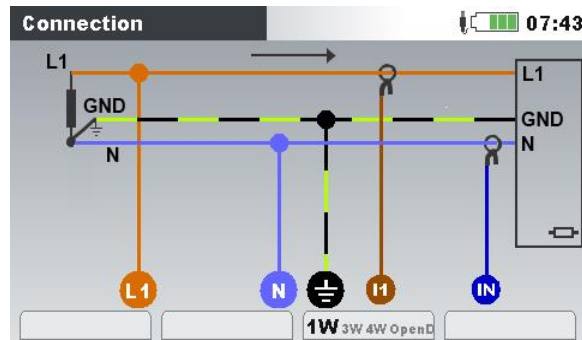 Connection 07:43
L1
L1
GND
GND
N
N
L1 N I1 IN
1W 3W 4W OpenD